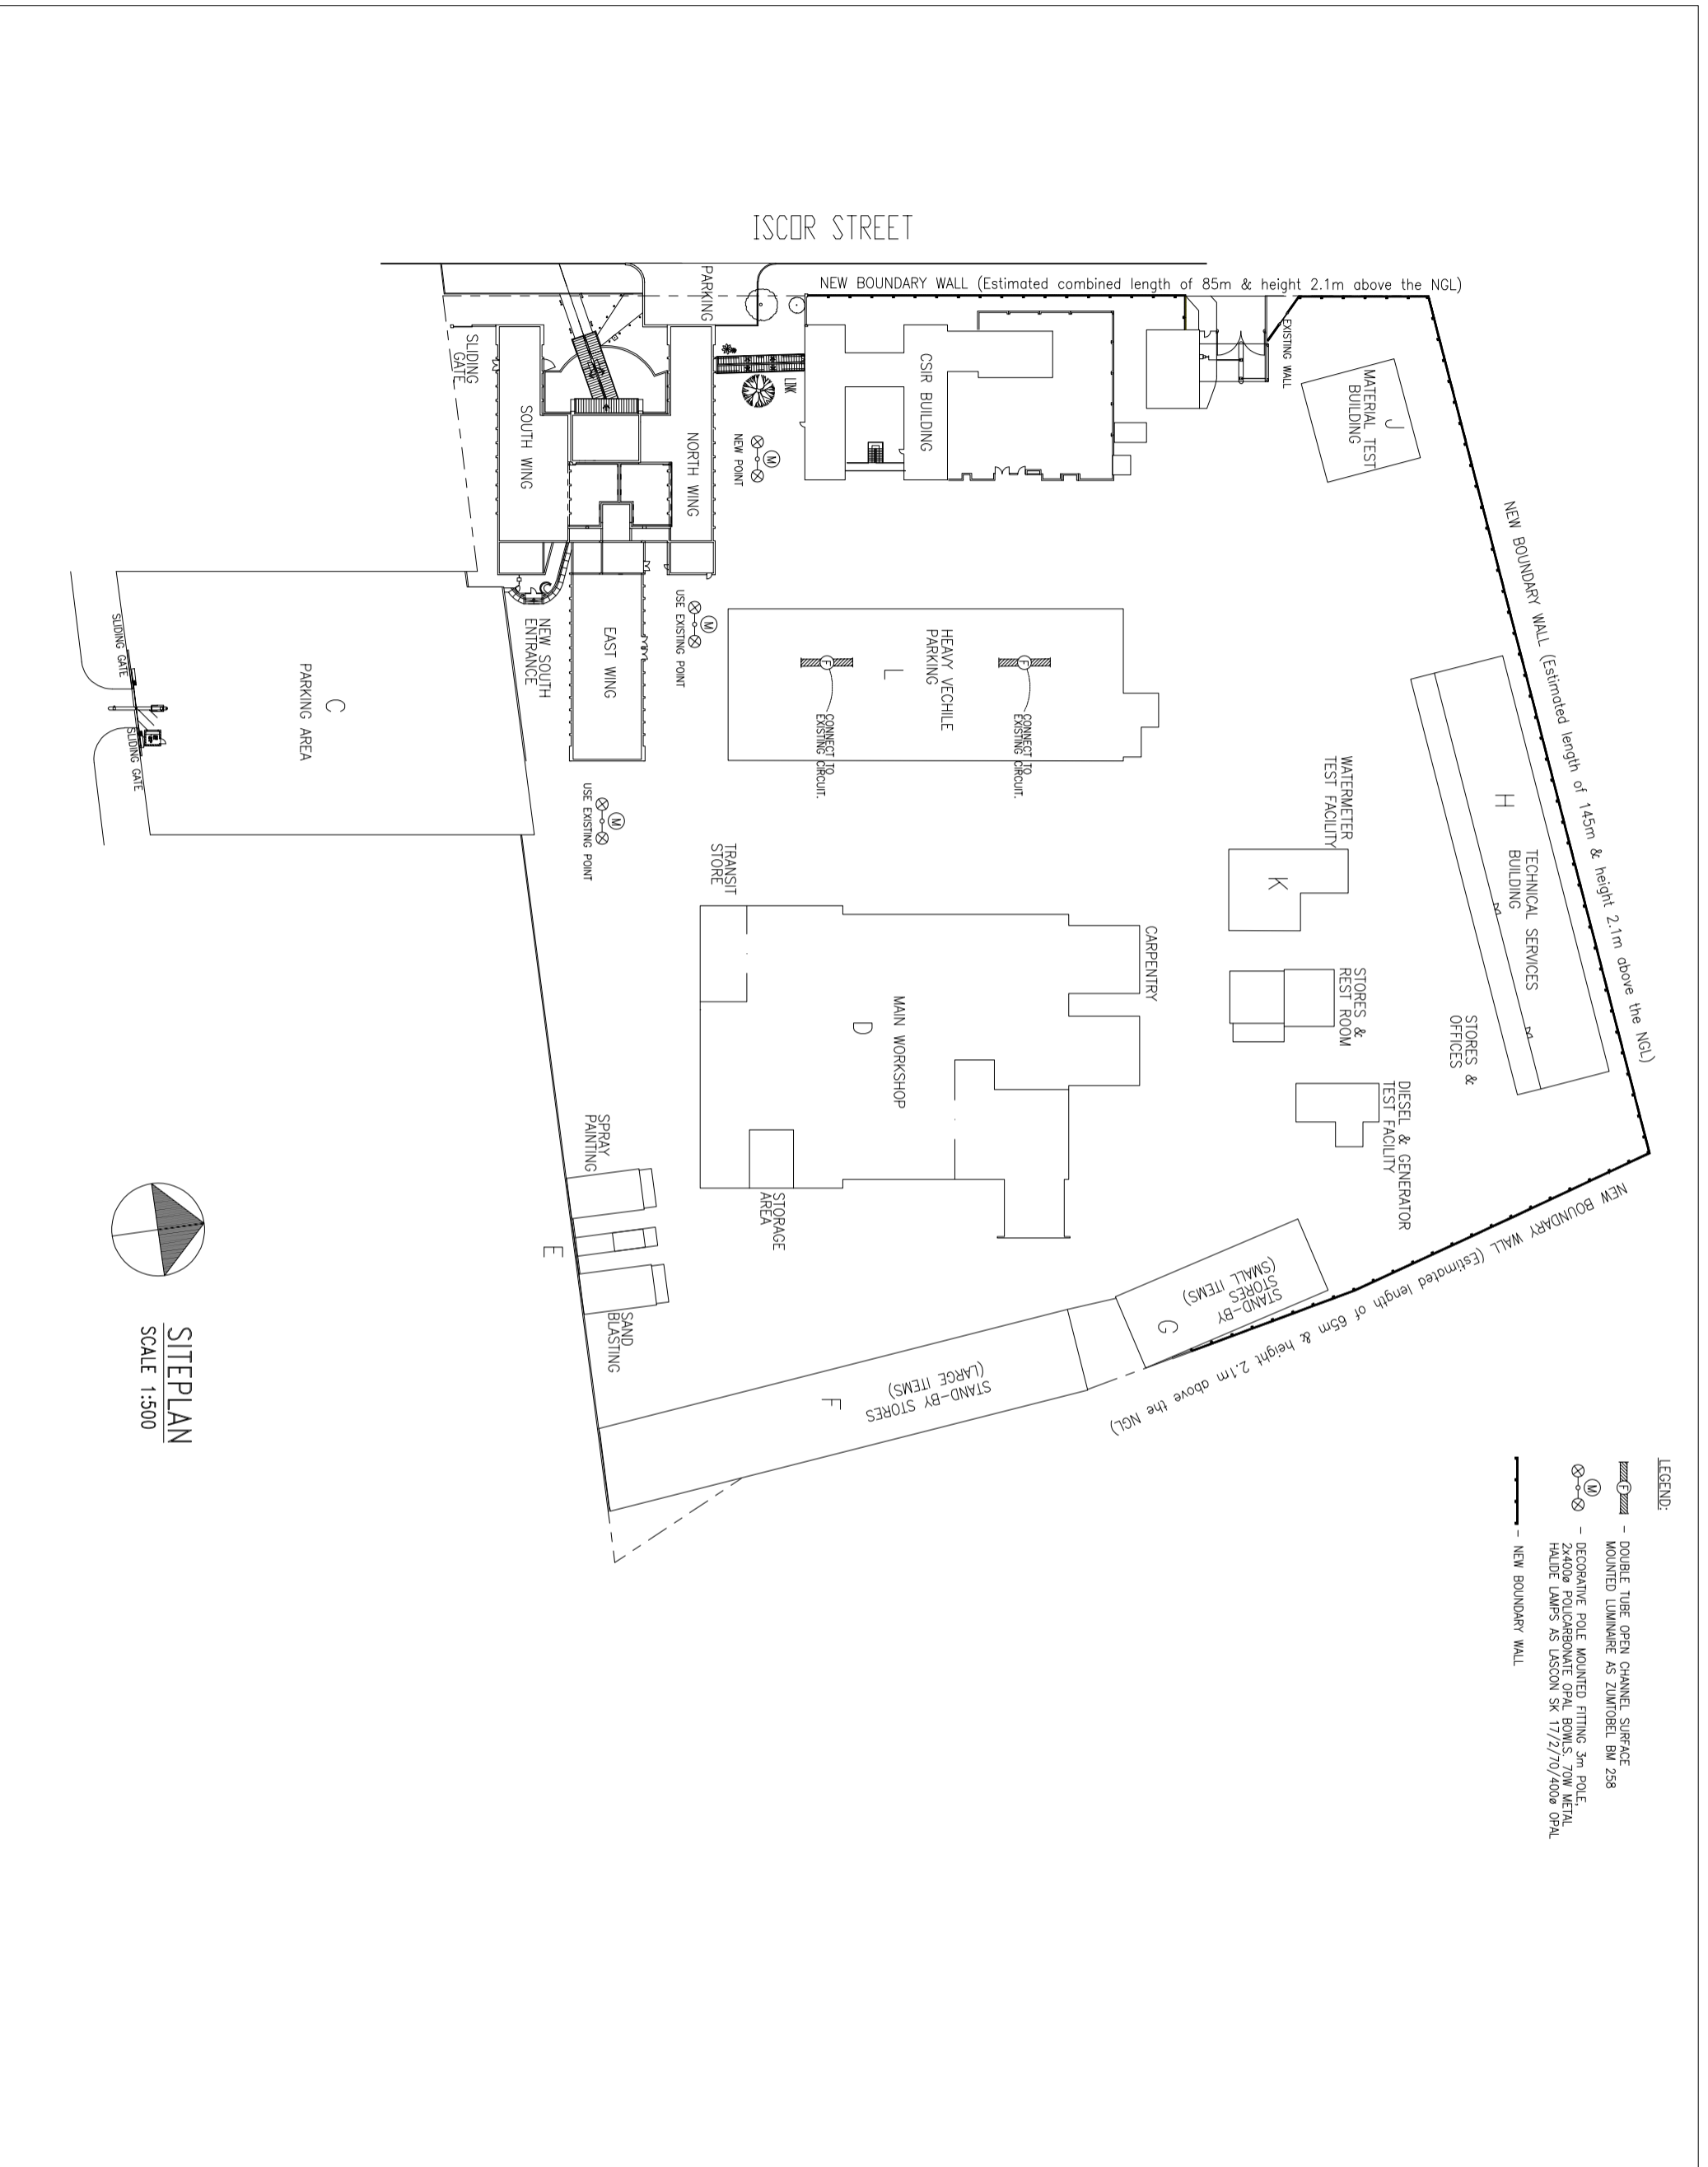 ISCOR STREET
NEW BOUNDARY WALL (Estimated combined length of 85m & height 2.1m above the NGL)
PARKING
EXISTING WALL
SLIDING
GATE
LINK
CSIR BUILDING
J
MATERIAL TEST
BUILDING
SOUTH WING
NORTH WING
M
NEW POINT
NEW BOUNDARY WALL (Estimated length of 145m & height 2.1m above the NGL)
M
USE EXISTING POINT
NEW SOUTH
ENTRANCE
EAST WING
HEAVY VECHILE
PARKING
L
F
CONNECT TO
EXISTING CIRCUIT.
F
CONNECT TO
EXISTING CIRCUIT.
SLIDING GATE
SLIDING GATE
C
PARKING AREA
M
USE EXISTING POINT
WATERMETER
TEST FACILITY
K
H
TECHNICAL SERVICES
BUILDING
TRANSIT
STORE
CARPENTRY
MAIN WORKSHOP
D
STORES &
REST ROOM
STORES &
OFFICES
DIESEL & GENERATOR
TEST FACILITY
SPRAY
PAINTING
E
SAND
BLASTING
STORAGE
AREA
NEW BOUNDARY WALL (Estimated length of 65m & height 2.1m above the NGL)
STAND-BY
STORES
(SMALL ITEMS)
G
STAND-BY STORES
(LARGE ITEMS)
F
SITEPLAN
SCALE 1:500
LEGEND:
F
- DOUBLE TUBE OPEN CHANNEL SURFACE
MOUNTED LUMINAIRE AS ZUMTOBEL BM 258
M
- DECORATIVE POLE MOUNTED FITTING 3m POLE,
2x400ø POLICARBONATE OPAL BOWLS. 70W METAL
HALIDE LAMPS AS LASCON SK 17/2/70/400ø OPAL
- NEW BOUNDARY WALL